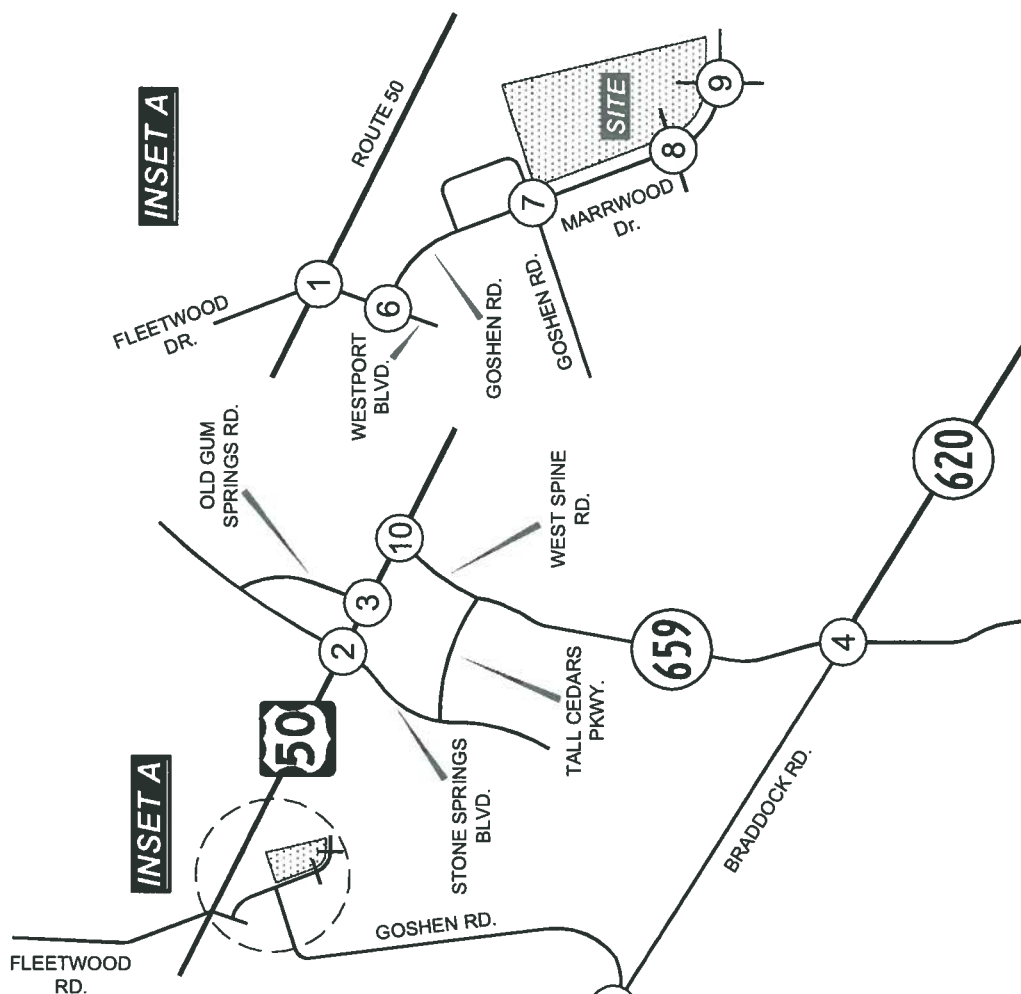 INSET A
ROUTE 50
FLEETWOOD
DR.
1
6
WESTPORT
BLVD.
GOSHEN RD.
GOSHEN RD.
7
MARRWOOD
Dr.
SITE
8
9
OLD GUM
SPRINGS RD.
10
3
2
WEST SPINE
RD.
TALL CEDARS
PKWY.
STONE SPRINGS
BLVD.
50
659
620
4
BRADDOCK RD.
INSET A
FLEETWOOD
RD.
GOSHEN RD.